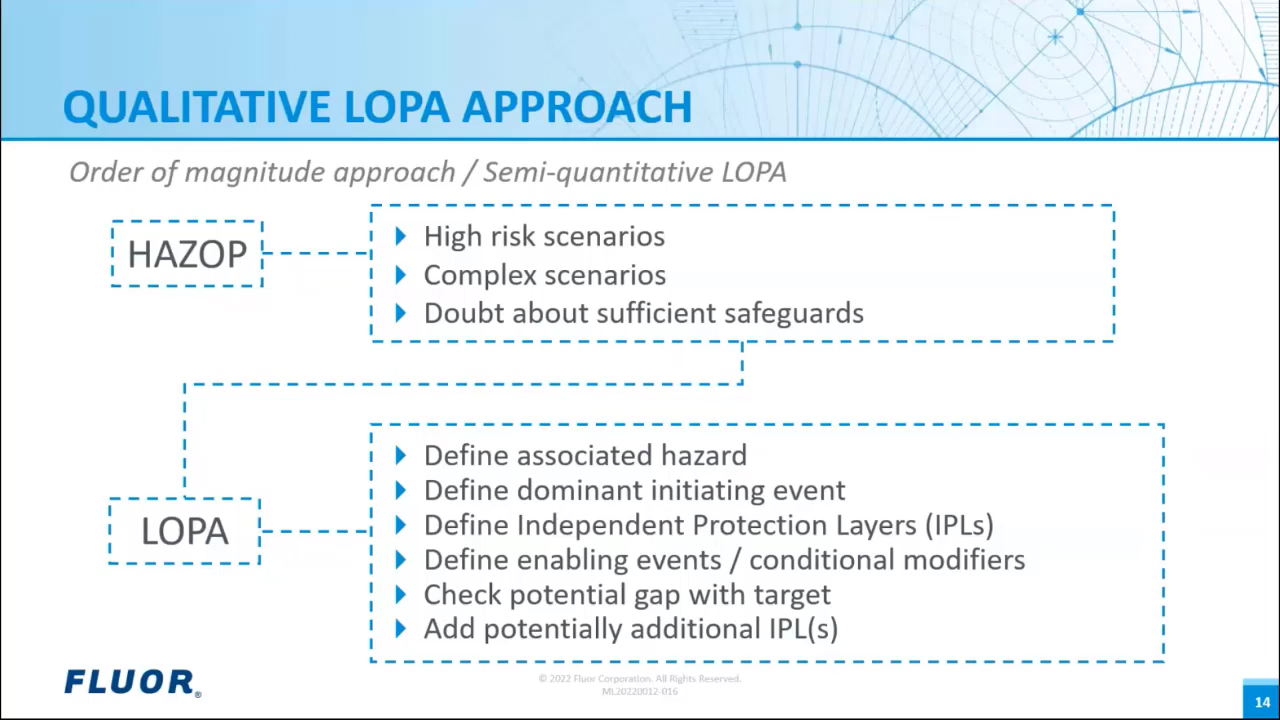 QUALITATIVE LOPA APPROACH
Order of magnitude approach / Semi-quantitative LOPA
HAZOP
High risk scenarios
Complex scenarios
Doubt about sufficient safeguards
LOPA
Define associated hazard
Define dominant initiating event
Define Independent Protection Layers (IPLs)
Define enabling events / conditional modifiers
Check potential gap with target
Add potentially additional IPL(s)
FLUOR®
© 2022 Fluor Corporation. All Rights Reserved.
ML20220012-016
14